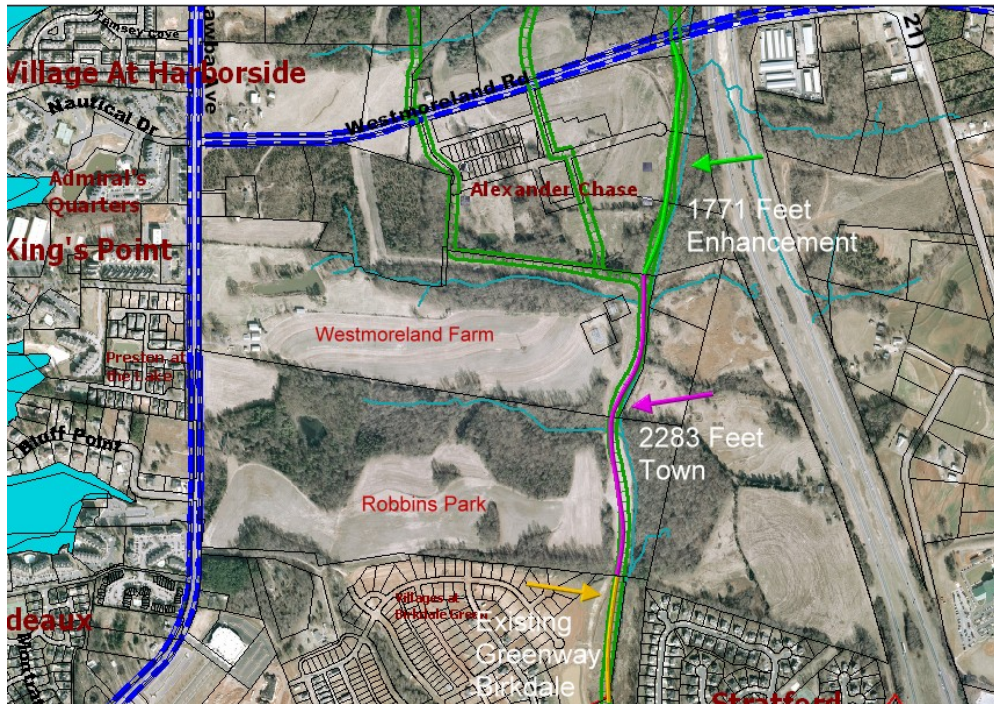 Ramsey Cove
21)
Village At Harborside
Westmoreland Rd
Nautical Dr
Admiral's
Quarters
Alexander Chase
1771 Feet
Enhancement
King's Point
Westmoreland Farm
Preston at
the Lake
2283 Feet
Town
Bluff Point
Robbins Park
Villages at
Birkdale Green
Existing
Greenway
Birkdale
deaux
Stratford